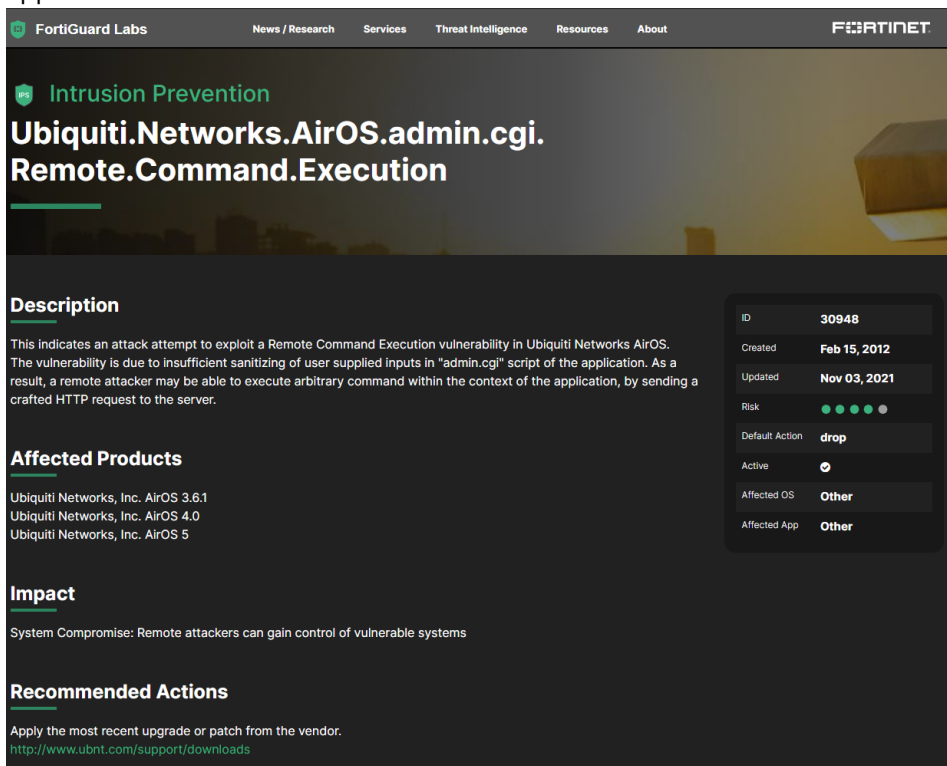 FortiGuard Labs
News / Research
Services
Threat Intelligence
Resources
About
FORTINET
IPS
Intrusion Prevention
Ubiquiti.Networks.AirOS.admin.cgi.
Remote.Command.Execution
Description
This indicates an attack attempt to exploit a Remote Command Execution vulnerability in Ubiquiti Networks AirOS.
The vulnerability is due to insufficient sanitizing of user supplied inputs in "admin.cgi" script of the application. As a
result, a remote attacker may be able to execute arbitrary command within the context of the application, by sending a
crafted HTTP request to the server.
Affected Products
Ubiquiti Networks, Inc. AirOS 3.6.1
Ubiquiti Networks, Inc. AirOS 4.0
Ubiquiti Networks, Inc. AirOS 5
Impact
System Compromise: Remote attackers can gain control of vulnerable systems
Recommended Actions
Apply the most recent upgrade or patch from the vendor.
http://www.ubnt.com/support/downloads
ID 30948
Created Feb 15, 2012
Updated Nov 03, 2021
Risk
Default Action drop
Active
Affected OS Other
Affected App Other